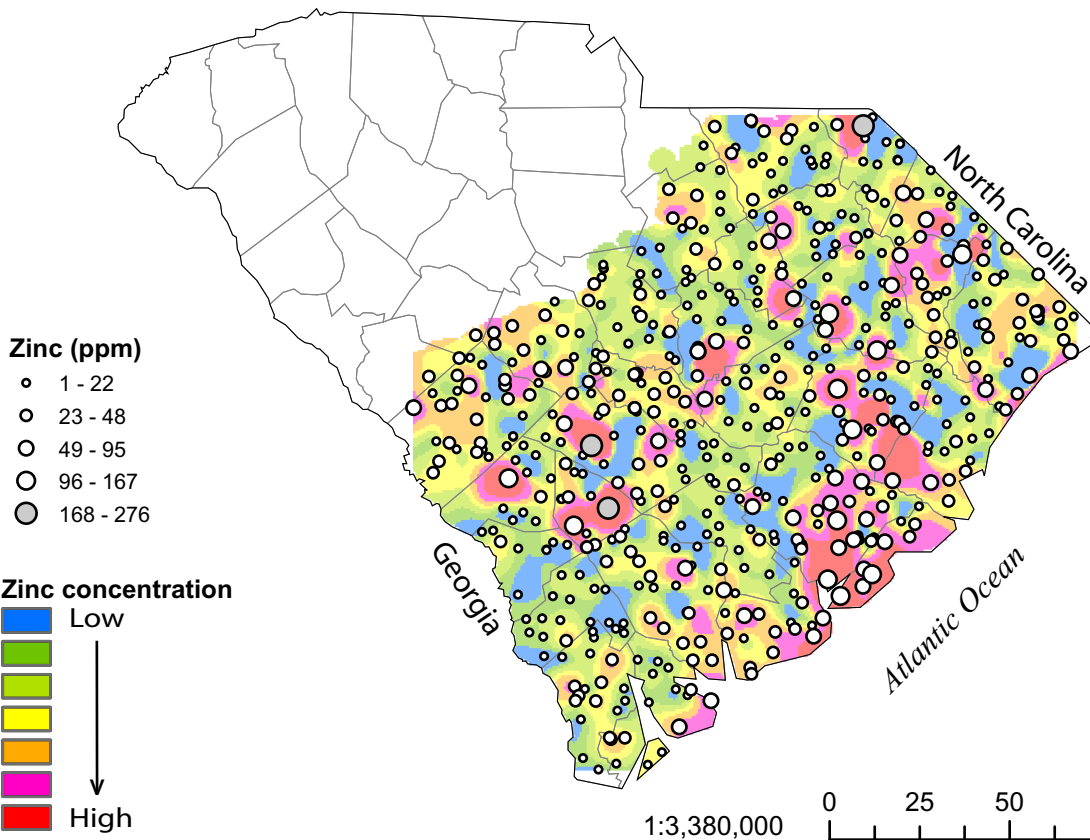 North Carolina
Zinc (ppm)
1 - 22
23 - 48
49 - 95
96 - 167
168 - 276
Georgia
Atlantic Ocean
Zinc concentration
Low
High
0 25 50
1:3,380,000